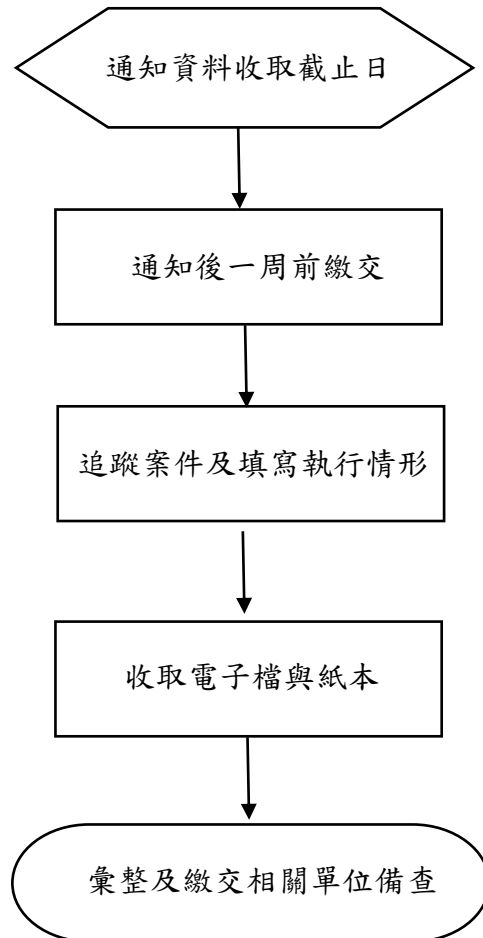 通知資料收取截止日
通知後一周前繳交
追蹤案件及填寫執行情形
收取電子檔與紙本
彙整及繳交相關單位備查